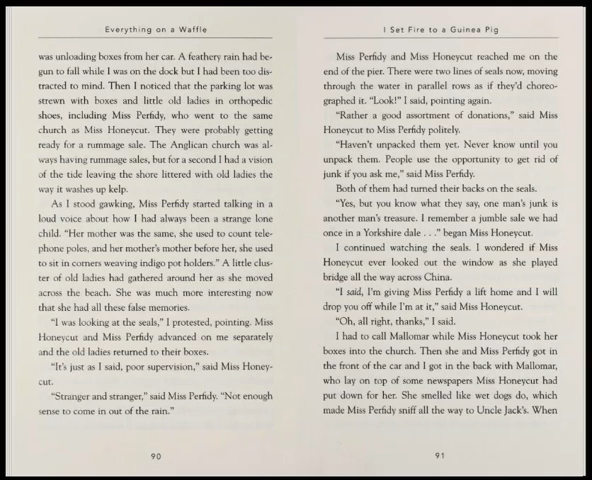 Everything on a Waffle
was unloading boxes from her car. A feathery rain had be-
gun to fall while I was on the dock but I had been too dis-
tracted to mind. Then I noticed that the parking lot was
strewn with boxes and little old ladies in orthopedic
shoes, including Miss Perfidy, who went to the same
church as Miss Honeycut. They were probably getting
ready for a rummage sale. The Anglican church was al-
ways having rummage sales, but for a second I had a vision
of the tide leaving the shore littered with old ladies the
way it washes up kelp.
As I stood gawking, Miss Perfidy started talking in a
loud voice about how I had always been a strange lone
child. “Her mother was the same, she used to count tele-
phone poles, and her mother’s mother before her, she used
to sit in corners weaving indigo pot holders.” A little clus-
ter of old ladies had gathered around her as she moved
across the beach. She was much more interesting now
that she had all these false memories.
“I was looking at the seals,” I protested, pointing. Miss
Honeycut and Miss Perfidy advanced on me separately
and the old ladies returned to their boxes.
“It’s just as I said, poor supervision,” said Miss Honey-
cut.
“Stranger and stranger,” said Miss Perfidy. “Not enough
sense to come in out of the rain.”
90
I Set Fire to a Guinea Pig
Miss Perfidy and Miss Honeycut reached me on the
end of the pier. There were two lines of seals now, moving
through the water in parallel rows as if they’d choreo-
graphed it. “Look!” I said, pointing again.
“Rather a good assortment of donations,” said Miss
Honeycut to Miss Perfidy politely.
“Haven’t unpacked them yet. Never know until you
unpack them. People use the opportunity to get rid of
junk if you ask me,” said Miss Perfidy.
Both of them had turned their backs on the seals.
“Yes, but you know what they say, one man’s junk is
another man’s treasure. I remember a jumble sale we had
once in a Yorkshire dale . . .” began Miss Honeycut.
I continued watching the seals. I wondered if Miss
Honeycut ever looked out the window as she played
bridge all the way across China.
“I said, I’m giving Miss Perfidy a lift home and I will
drop you off while I’m at it,” said Miss Honeycut.
“Oh, all right, thanks,” I said.
I had to call Mallomar while Miss Honeycut took her
boxes into the church. Then she and Miss Perfidy got in
the front of the car and I got in the back with Mallomar,
who lay on top of some newspapers Miss Honeycut had
put down for her. She smelled like wet dogs do, which
made Miss Perfidy sniff all the way to Uncle Jack’s. When
91